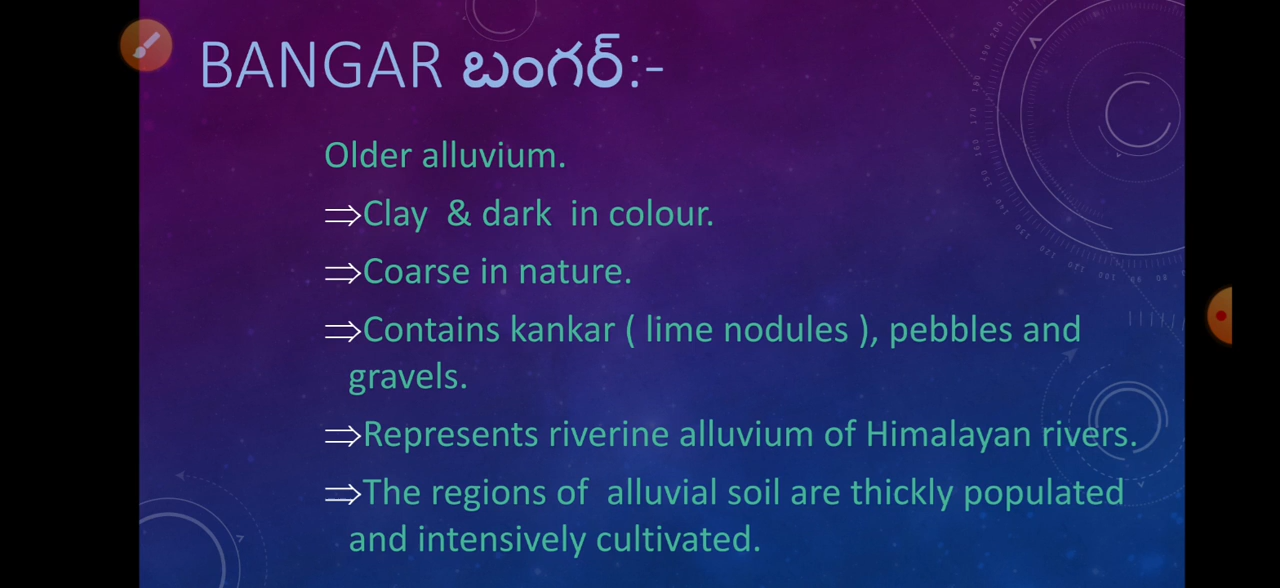 BANGAR బంగర్:-
Older alluvium.
⇒Clay & dark in colour.
⇒Coarse in nature.
⇒Contains kankar ( lime nodules ), pebbles and
gravels.
⇒Represents riverine alluvium of Himalayan rivers.
⇒The regions of alluvial soil are thickly populated
and intensively cultivated.